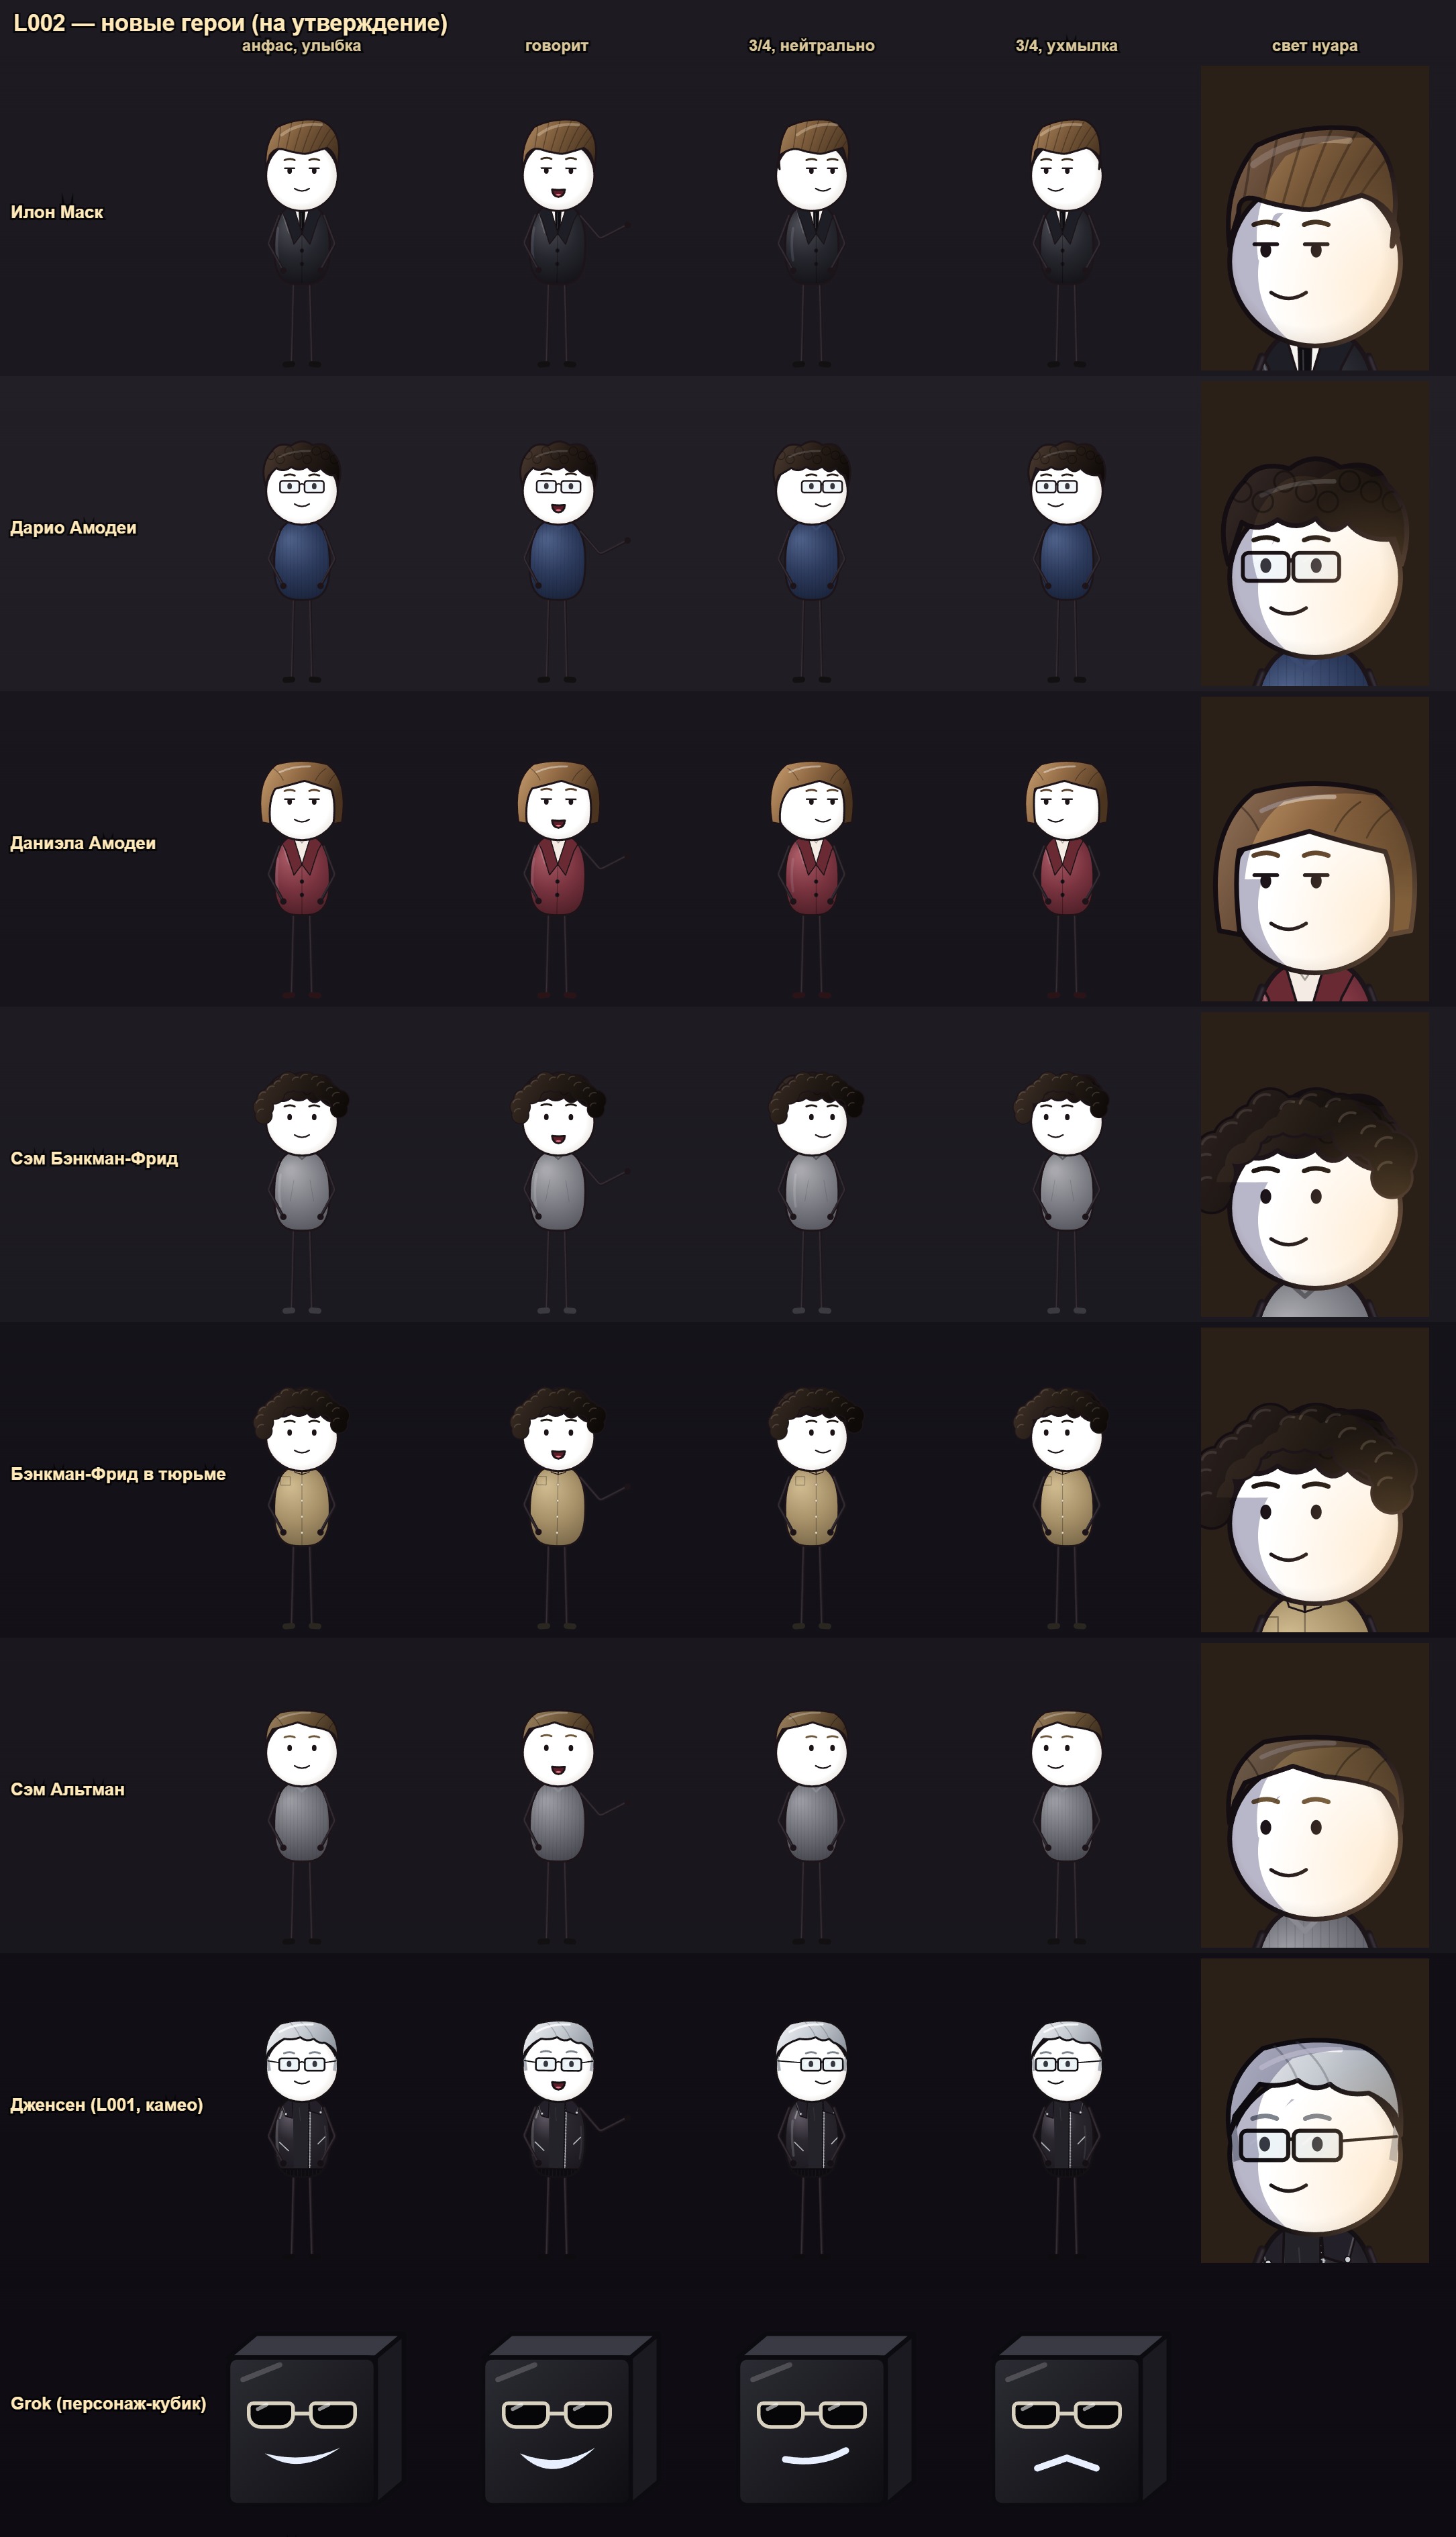 L002 — новые герои (на утверждение)
анфас, улыбка
говорит
3/4, нейтрально
3/4, ухмылка
свет нуара
Илон Маск
Дарио Амодеи
Даниэла Амодеи
Сэм Бэнкман-Фрид
Бэнкман-Фрид в тюрьме
Сэм Альтман
Дженсен (L001, камео)
Grok (персонаж-кубик)